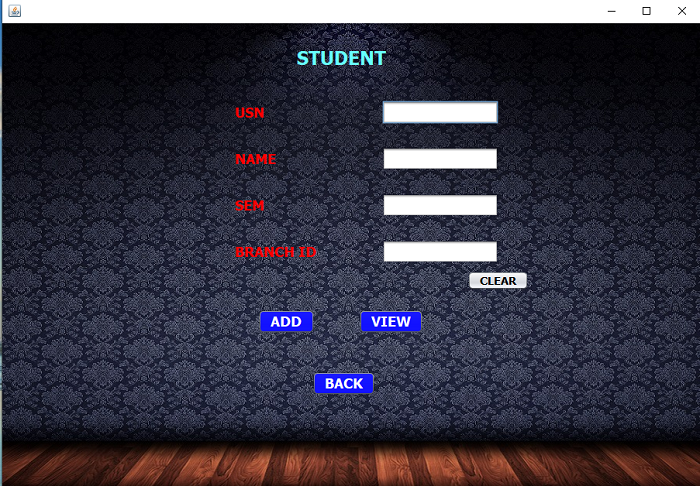 STUDENT
USN
NAME
SEM
BRANCH ID
CLEAR
ADD VIEW
BACK